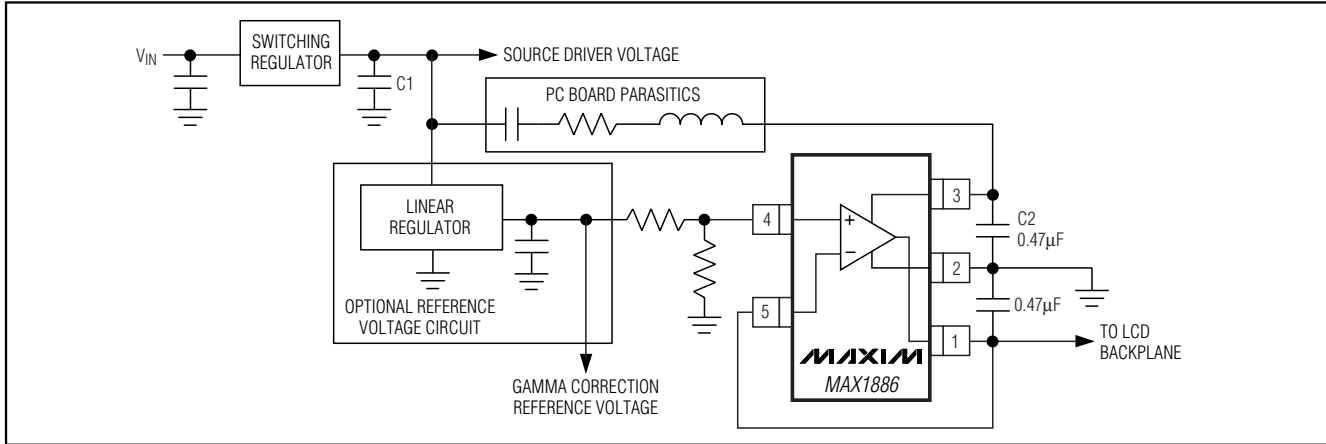 V_IN
SWITCHING
REGULATOR
C1
SOURCE DRIVER VOLTAGE
PC BOARD PARASITICS
LINEAR
REGULATOR
OPTIONAL REFERENCE
VOLTAGE CIRCUIT
GAMMA CORRECTION
REFERENCE VOLTAGE
4
+
−
5
3
2
1
MAXIM
MAX1886
C2
0.47µF
0.47µF
TO LCD
BACKPLANE